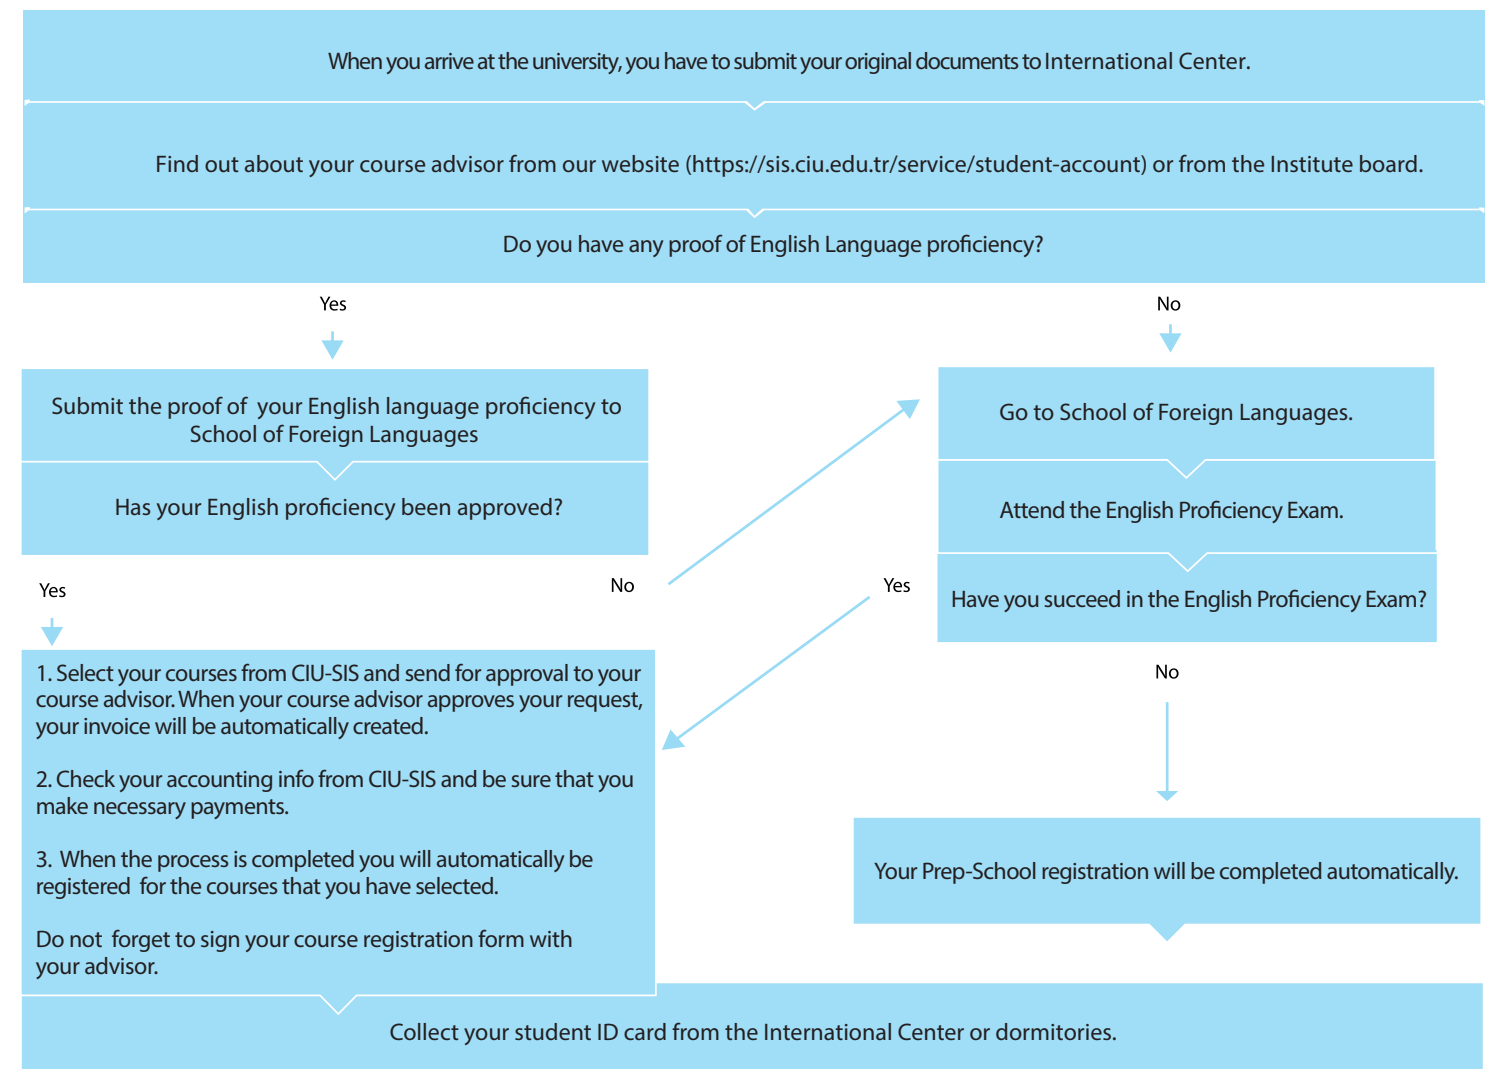 When you arrive at the university, you have to submit your original documents to International Center.
Find out about your course advisor from our website (https://sis.ciu.edu.tr/service/student-account) or from the Institute board.
Do you have any proof of English Language proficiency?
Yes
No
Submit the proof of your English language proficiency to
School of Foreign Languages
Has your English proficiency been approved?
Yes
No
Go to School of Foreign Languages.
Attend the English Proficiency Exam.
Have you succeed in the English Proficiency Exam?
Yes
No
1. Select your courses from CIU-SIS and send for approval to your
course advisor. When your course advisor approves your request,
your invoice will be automatically created.
2. Check your accounting info from CIU-SIS and be sure that you
make necessary payments.
3. When the process is completed you will automatically be
registered for the courses that you have selected.
Do not forget to sign your course registration form with
your advisor.
Your Prep-School registration will be completed automatically.
Collect your student ID card from the International Center or dormitories.